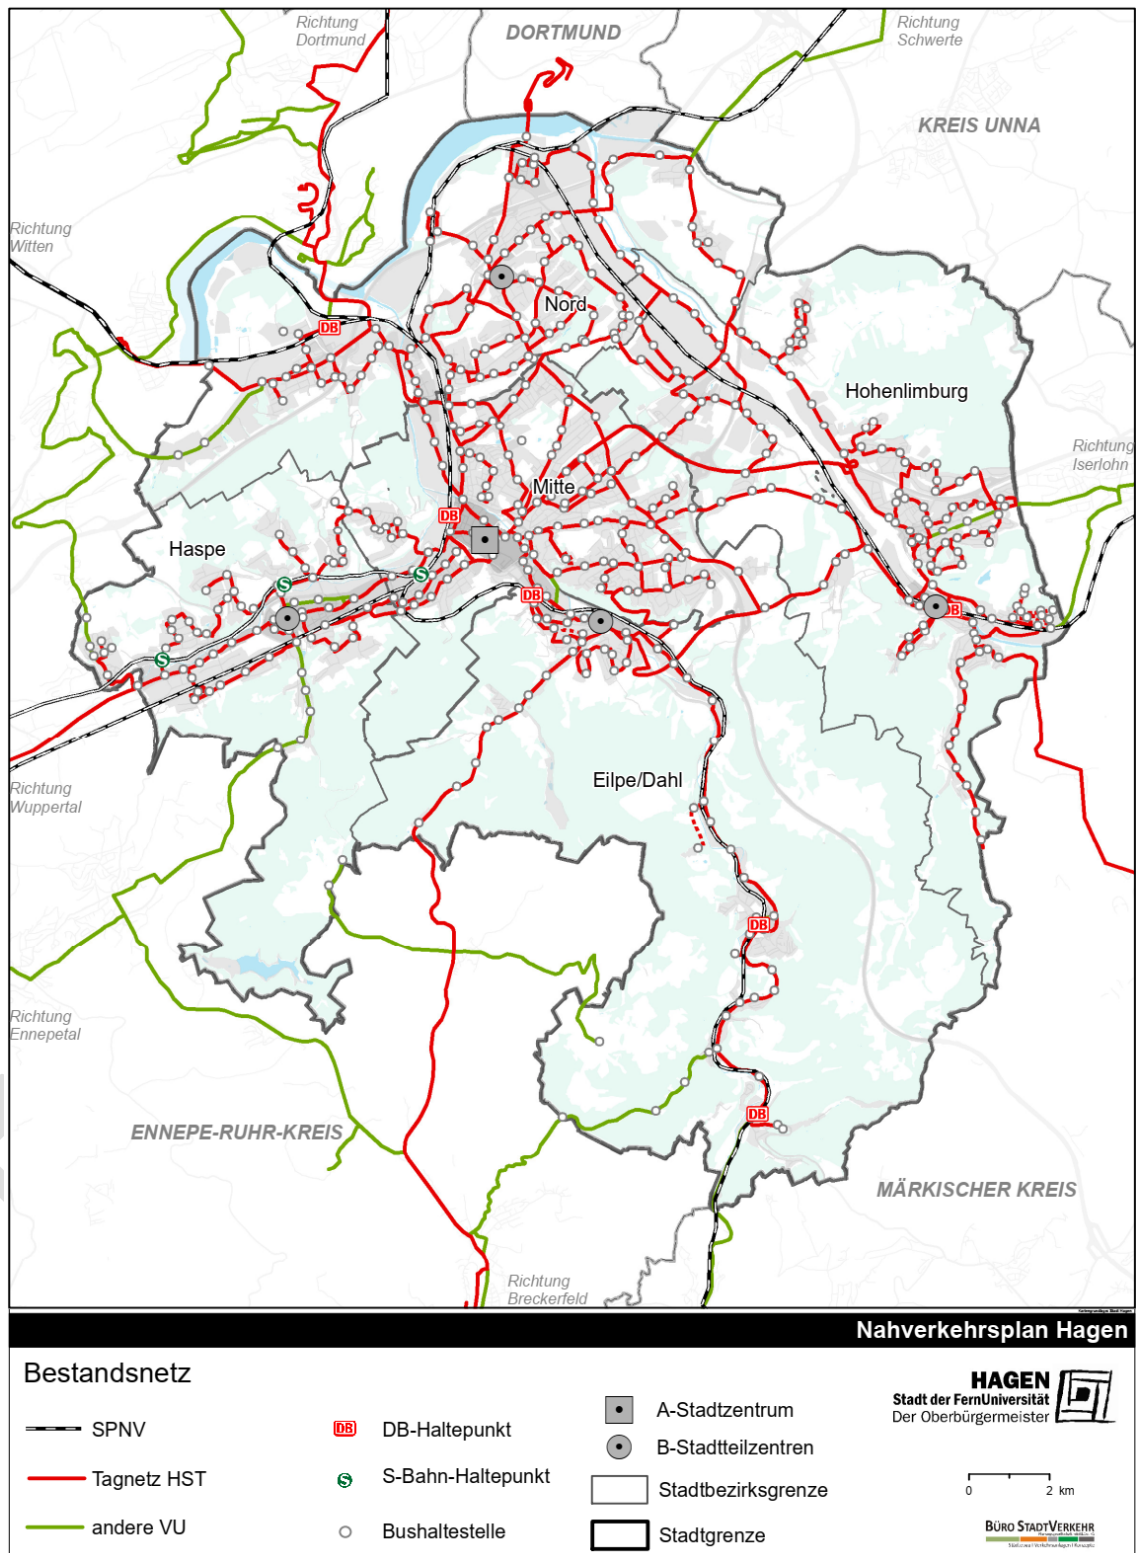 Richtung
Dortmund
DORTMUND
Richtung
Schwerte
KREIS UNNA
Richtung
Witten
DB
Nord
Hohenlimburg
Richtung
Iserlohn
Mitte
DB
Haspe
S
S
DB
DB
S
Eilpe/Dahl
Richtung
Wuppertal
DB
Richtung
Ennepetal
DB
ENNEPE-RUHR-KREIS
MÄRKISCHER KREIS
Richtung
Breckerfeld
Nahverkehrsplan Hagen
Bestandsnetz
SPNV
Tagnetz HST
andere VU
DB DB-Haltepunkt
S S-Bahn-Haltepunkt
Bushaltestelle
A-Stadtzentrum
B-Stadtteilzentren
Stadtbezirksgrenze
Stadtgrenze
HAGEN
Stadt der FernUniversität
Der Oberbürgermeister
0 2 km
BÜRO STADTVERKEHR